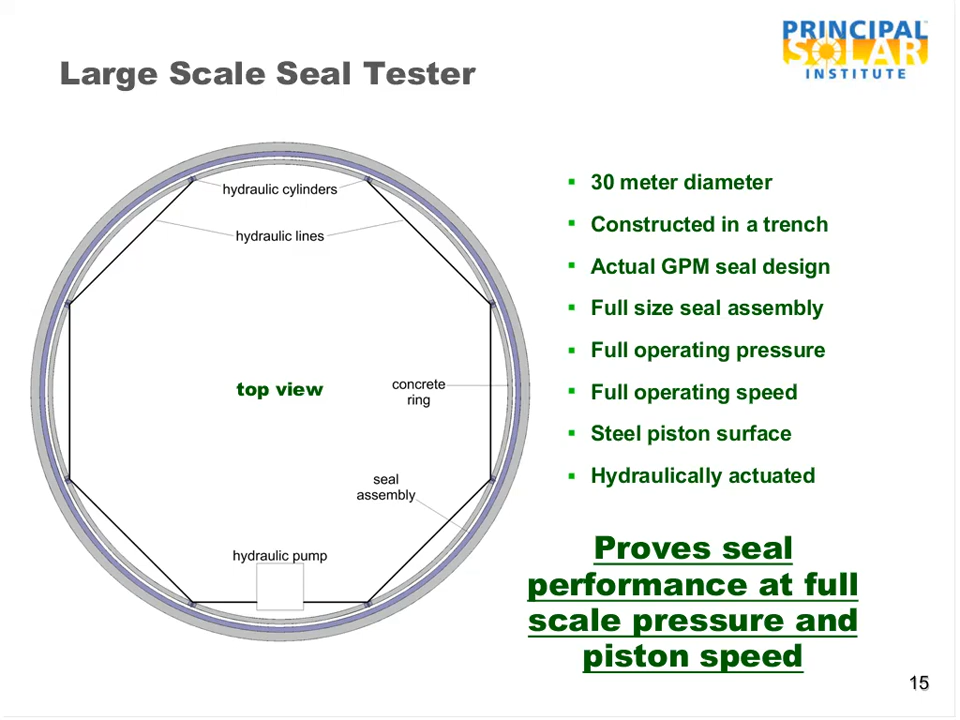 PRINCIPAL™
SOLAR
INSTITUTE
Large Scale Seal Tester
hydraulic cylinders
hydraulic lines
top view
concrete
ring
seal
assembly
hydraulic pump
▪ 30 meter diameter
▪ Constructed in a trench
▪ Actual GPM seal design
▪ Full size seal assembly
▪ Full operating pressure
▪ Full operating speed
▪ Steel piston surface
▪ Hydraulically actuated
Proves seal
performance at full
scale pressure and
piston speed
15